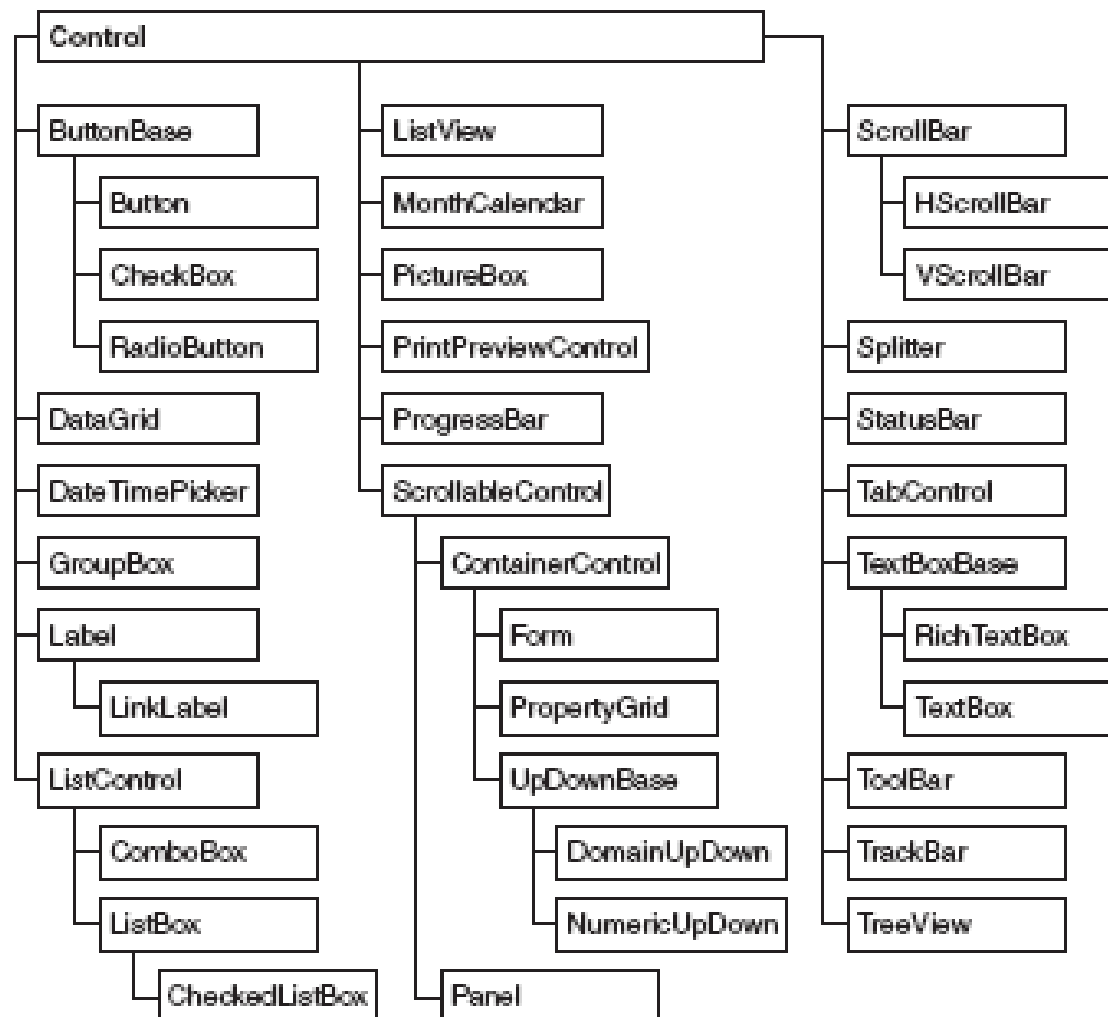 Control
ButtonBase
Button
CheckBox
RadioButton
DataGrid
DateTimePicker
GroupBox
Label
LinkLabel
ListControl
ComboBox
ListBox
CheckedListBox
ListView
MonthCalendar
PictureBox
PrintPreviewControl
ProgressBar
ScrollableControl
ContainerControl
Form
PropertyGrid
UpDownBase
DomainUpDown
NumericUpDown
Panel
ScrollBar
HScrollBar
VScrollBar
Splitter
StatusBar
TabControl
TextBoxBase
RichTextBox
TextBox
ToolBar
TrackBar
TreeView